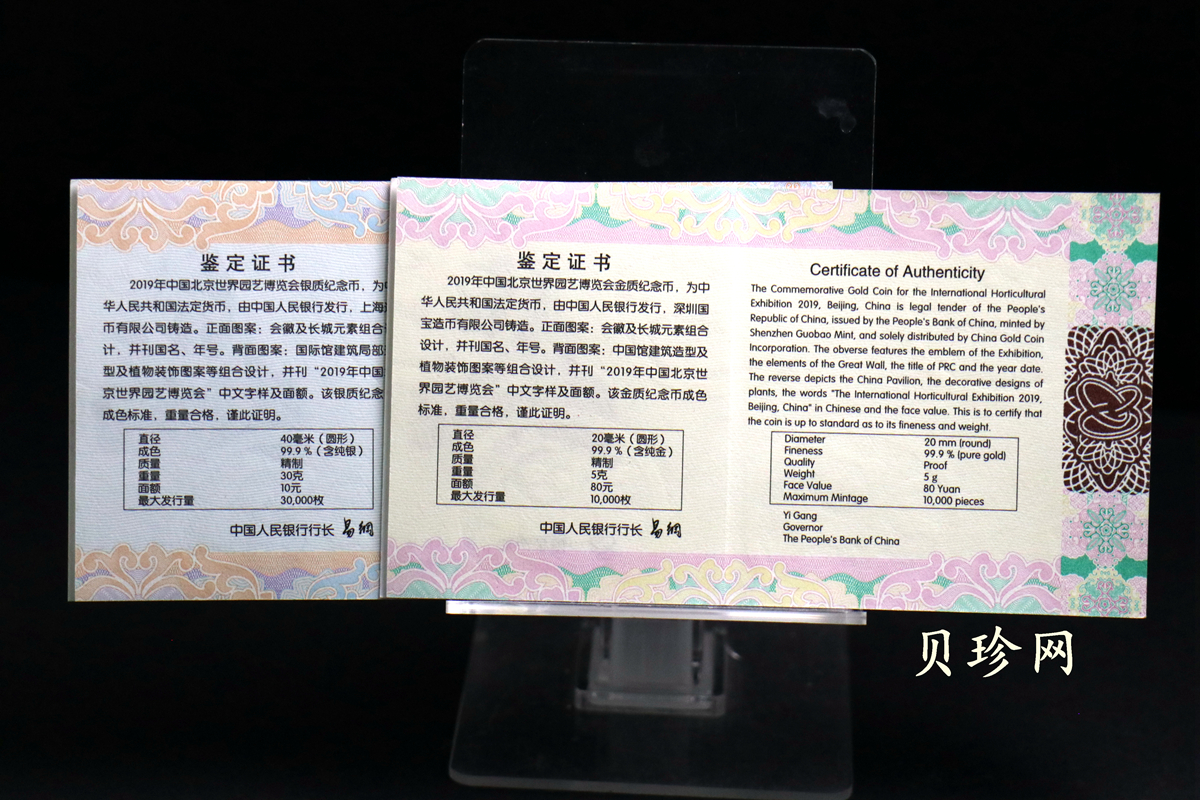 鉴定证书
2019年中国北京世界园艺博览会银质纪念币，为中
华人民共和国法定货币，由中国人民银行发行，上海
币有限公司铸造。正面图案：会徽及长城元素组合
计，并刊国名、年号。背面图案：国际馆建筑局部
型及植物装饰图案等组合设计，并刊“2019年中国
京世界园艺博览会”中文字样及面额。该银质纪念
成色标准，重量合格，谨此证明。
直径 40毫米（圆形）
成色 99.9％（含纯银）
质量 精制
重量 30克
面额 10元
最大发行量 30,000枚
中国人民银行行长 易纲
鉴定证书
2019年中国北京世界园艺博览会金质纪念币，为中
华人民共和国法定货币，由中国人民银行发行，深圳国
宝造币有限公司铸造。正面图案：会徽及长城元素组合
设计，并刊国名、年号。背面图案：中国馆建筑造型及
植物装饰图案等组合设计，并刊“2019年中国北京世
界园艺博览会”中文字样及面额。该金质纪念币成色
标准，重量合格，谨此证明。
直径 20毫米（圆形）
成色 99.9％（含纯金）
质量 精制
重量 5克
面额 80元
最大发行量 10,000枚
中国人民银行行长 易纲
Certificate of Authenticity
The Commemorative Gold Coin for the International Horticultural
Exhibition 2019, Beijing, China is legal tender of the People's
Republic of China, issued by the People's Bank of China, minted by
Shenzhen Guobao Mint, and solely distributed by China Gold Coin
Incorporation. The obverse features the emblem of the Exhibition,
the elements of the Great Wall, the title of PRC and the year date.
The reverse depicts the China Pavilion, the decorative designs of
plants, the words "The International Horticultural Exhibition 2019,
Beijing, China" in Chinese and the face value. This is to certify that
the coin is up to standard as to its fineness and weight.
Diameter 20 mm (round)
Fineness 99.9 % (pure gold)
Quality Proof
Weight 5 g
Face Value 80 Yuan
Maximum Mintage 10,000 pieces
Yi Gang
Governor
The People's Bank of China
贝珍网